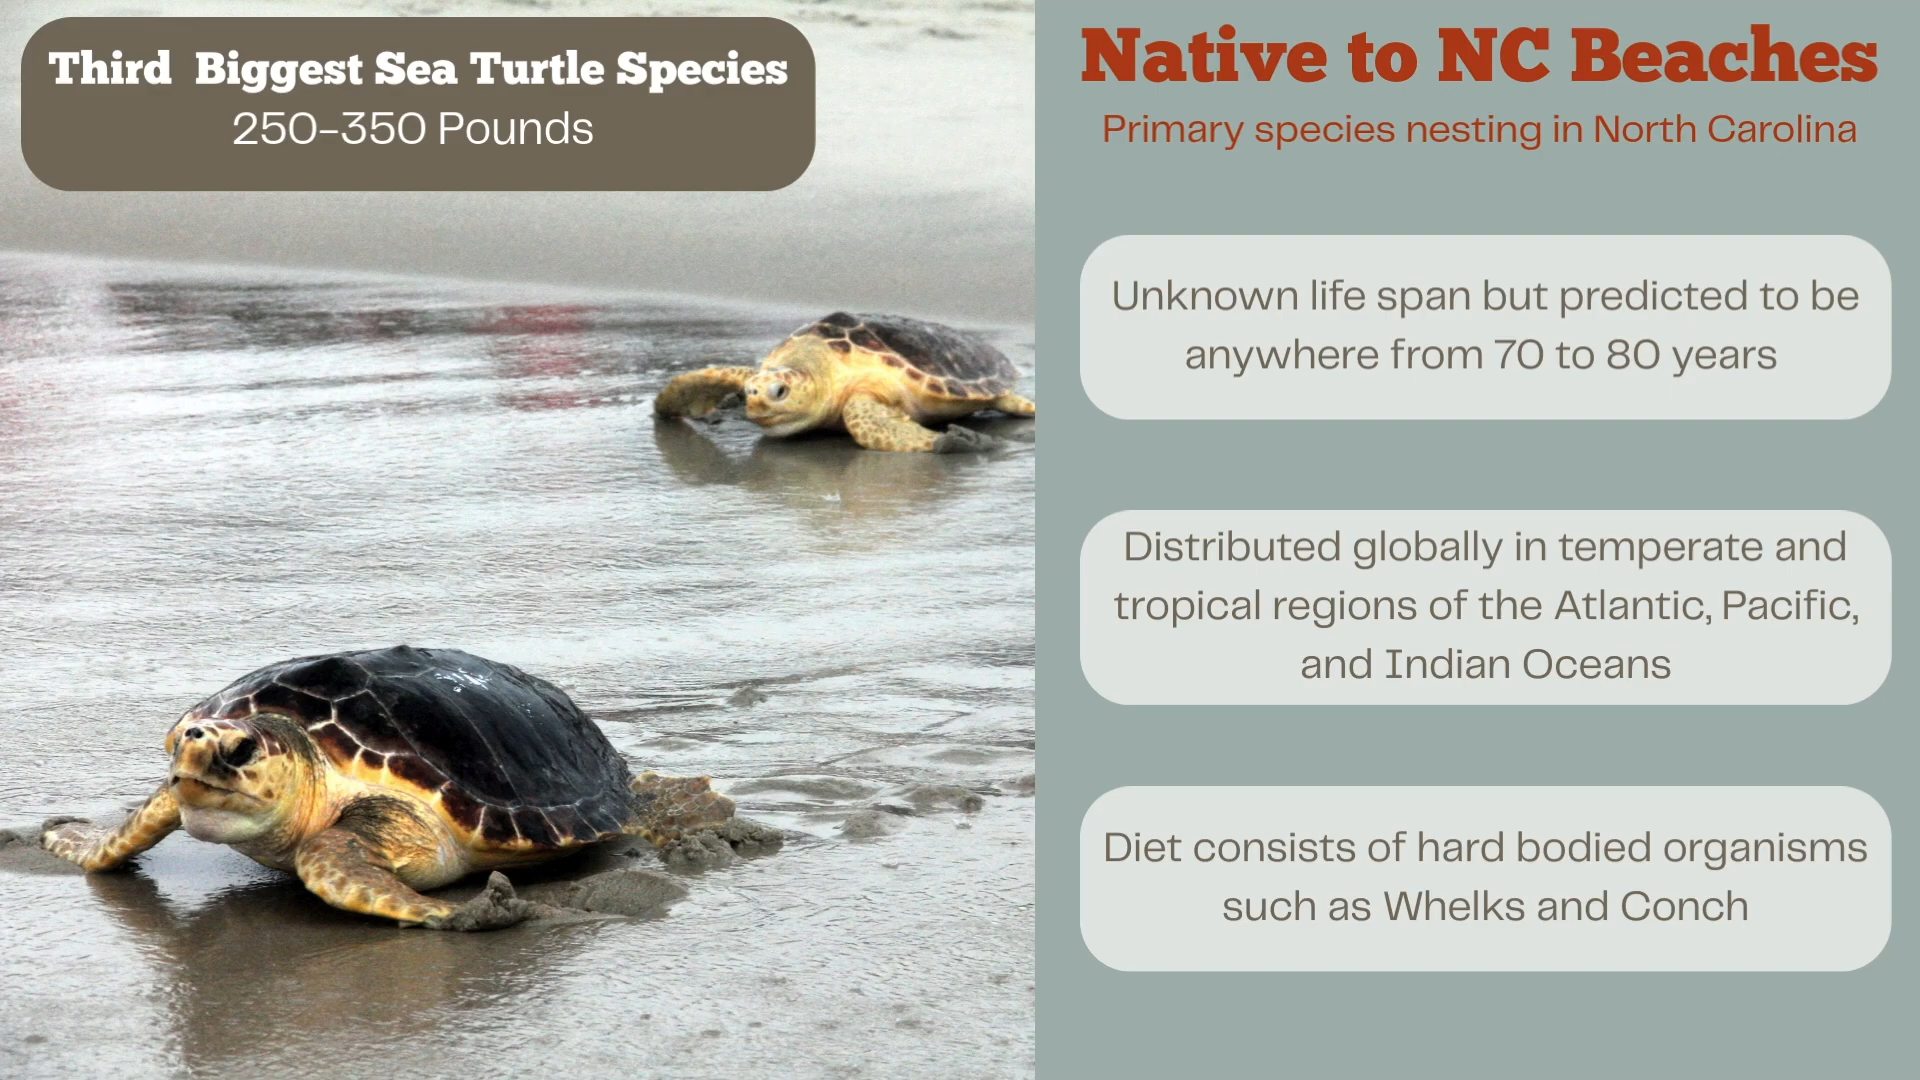 Third Biggest Sea Turtle Species
250-350 Pounds
Native to NC Beaches
Primary species nesting in North Carolina
Unknown life span but predicted to be
anywhere from 70 to 80 years
Distributed globally in temperate and
tropical regions of the Atlantic, Pacific,
and Indian Oceans
Diet consists of hard bodied organisms
such as Whelks and Conch